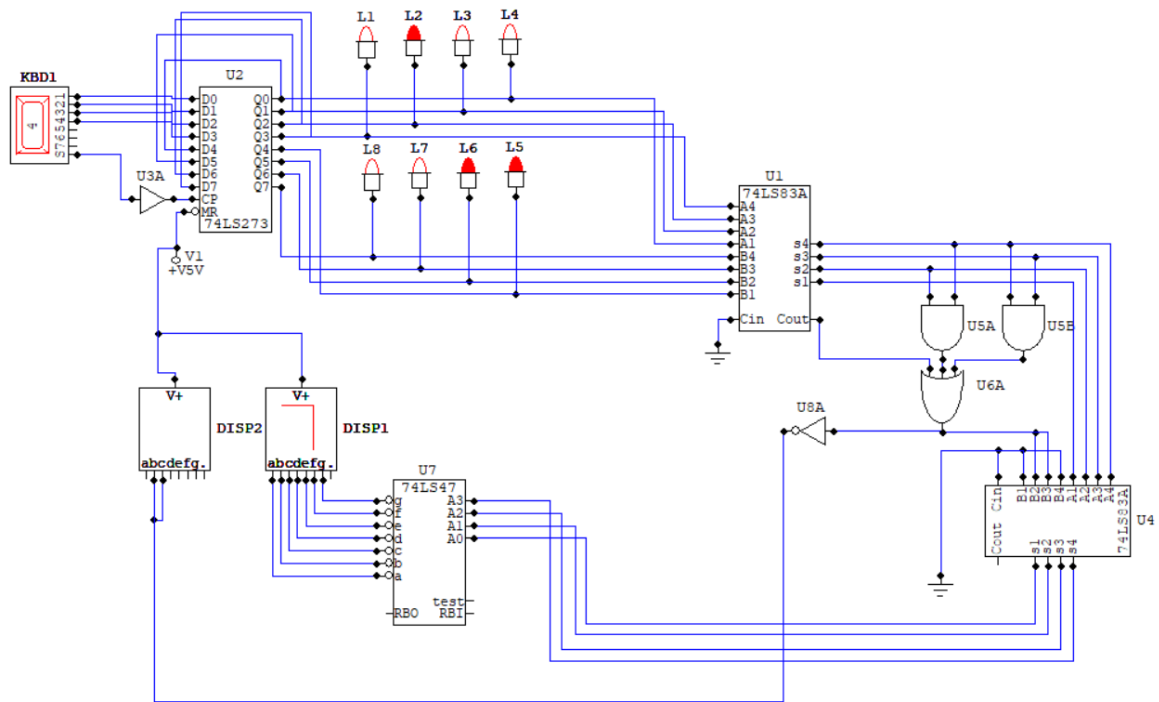 L1 L2 L3 L4
KBD1
U2
4
S7654321
D0 Q0
D1 Q1
D2 Q2
D3 Q3
D4 Q4
D5 Q5
D6 Q6
D7 Q7
CP
MR
74LS273
L8 L7 L6 L5
U3A
V1
+V5V
U1
74LS83A
A4
A3
A2
A1
B4
B3
B2
B1
s4
s3
s2
s1
Cin Cout
U5A U5B
U6A
U8A
V+
DISP2
abcdefg.
V+
DISP1
abcdefg.
U7
74LS47
g A3
f A2
e A1
d A0
c
b
a
test
RBO RBI
Cin B1 B2 B3 B4 A1 A2 A3 A4
Cout s1 s2 s3 s4
74LS83A
U4